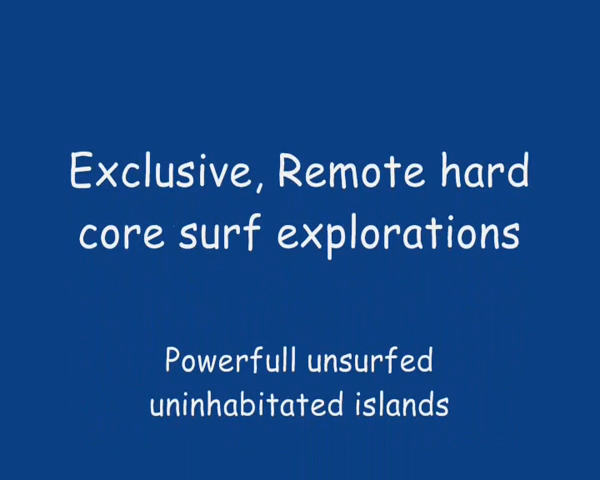 Exclusive, Remote hard
core surf explorations
Powerfull unsurfed
uninhabitated islands